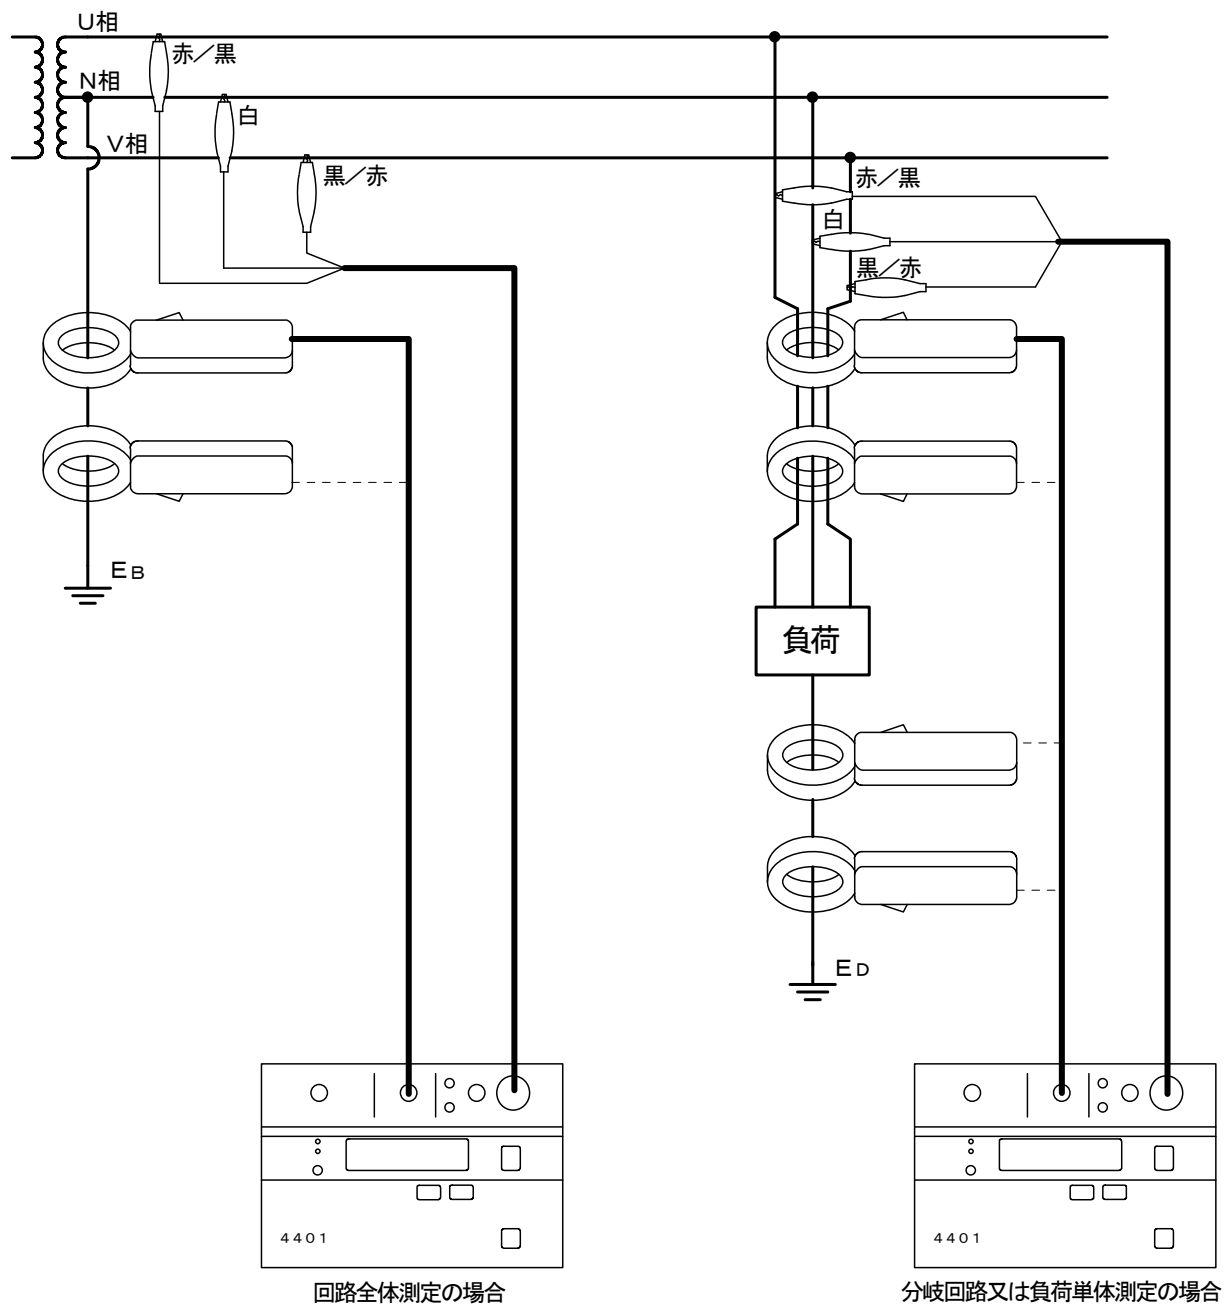 U相
赤／黒
N相
白
V相
黒／赤
赤／黒
白
黒／赤
EB
負荷
ED
4401
4401
回路全体測定の場合
分岐回路又は負荷単体測定の場合